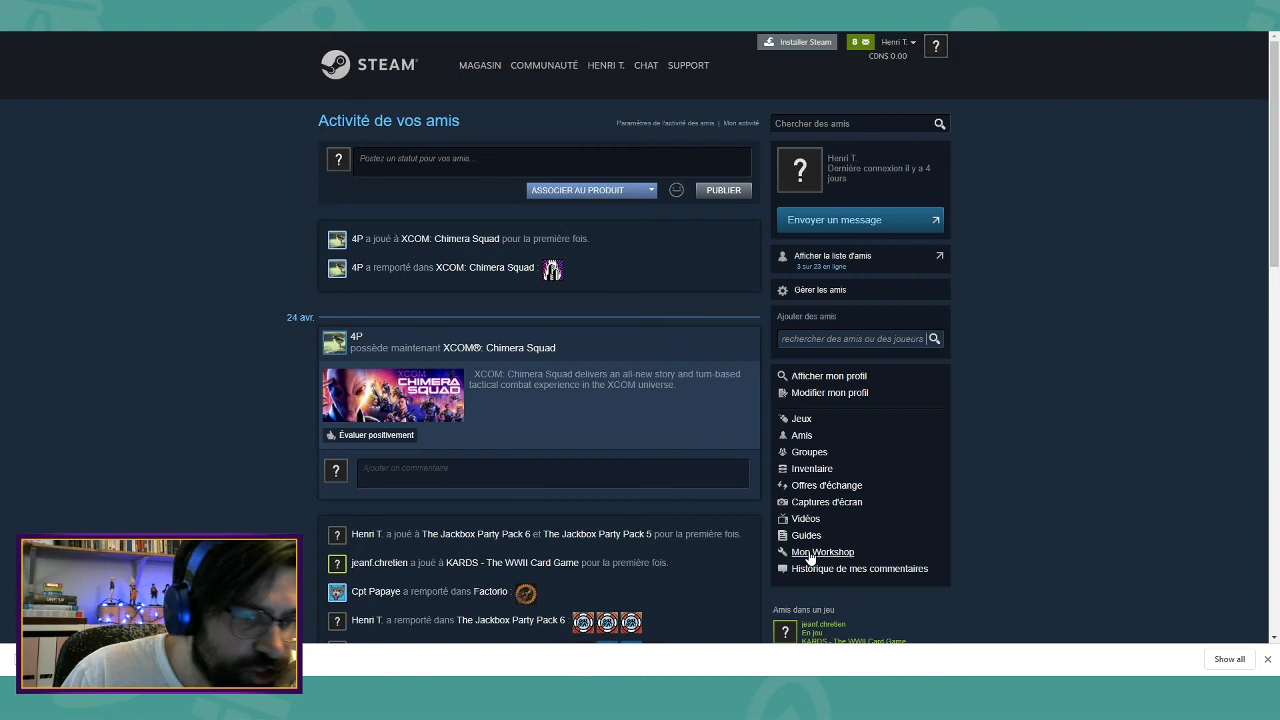 Installer Steam
8
Henri T.
CDN$ 0.00
STEAM
MAGASIN COMMUNAUTÉ HENRI T. CHAT SUPPORT
Activité de vos amis
Paramètres de l'activité des amis | Mon activité
Postez un statut pour vos amis...
ASSOCIER AU PRODUIT
PUBLIER
4P a joué à XCOM: Chimera Squad pour la première fois.
4P a remporté dans XCOM: Chimera Squad :
24 avr.
4P
possède maintenant XCOM®: Chimera Squad
XCOM
CHIMERA
SQUAD
XCOM: Chimera Squad delivers an all-new story and turn-based
tactical combat experience in the XCOM universe.
Évaluer positivement
Ajouter un commentaire
Henri T. a joué à The Jackbox Party Pack 6 et The Jackbox Party Pack 5 pour la première fois.
jeanf.chretien a joué à KARDS - The WWII Card Game pour la première fois
Cpt Papaye a remporté dans Factorio :
Henri T. a remporté dans The Jackbox Party Pack 6 :
Chercher des amis
Henri T.
Dernière connexion il y a 4
jours
Envoyer un message
Afficher la liste d'amis
3 sur 23 en ligne
Gérer les amis
Ajouter des amis
rechercher des amis ou des joueurs
Afficher mon profil
Modifier mon profil
Jeux
Amis
Groupes
Inventaire
Offres d'échange
Captures d'écran
Vidéos
Guides
Mon Workshop
Historique de mes commentaires
Amis dans un jeu
jeanf.chretien
En jeu
KARDS - The WWII Card Game
Show all